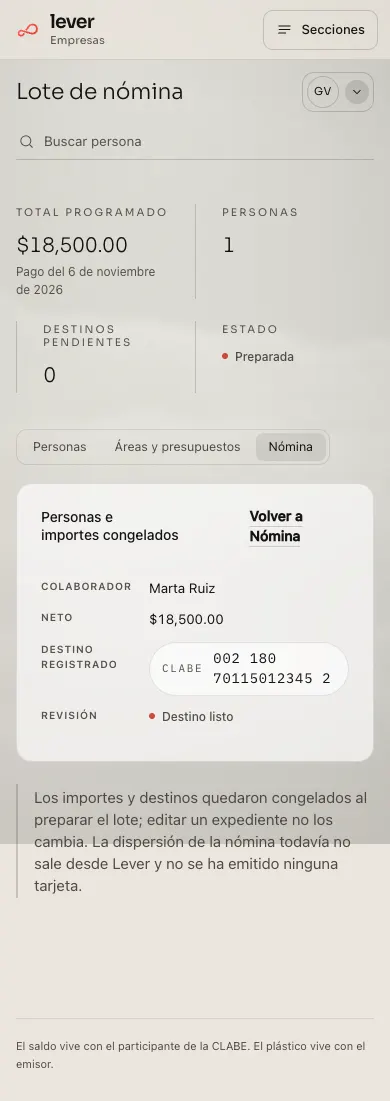 lever
Empresas
Secciones
Lote de nómina
GV
Buscar persona
TOTAL PROGRAMADO
$18,500.00
Pago del 6 de noviembre
de 2026
PERSONAS
1
DESTINOS
PENDIENTES
0
ESTADO
Preparada
Personas
Áreas y presupuestos
Nómina
Personas e
importes congelados
Volver a
Nómina
COLABORADOR
Marta Ruiz
NETO
$18,500.00
DESTINO
REGISTRADO
CLABE
002 180
70115012345 2
REVISIÓN
Destino listo
Los importes y destinos quedaron congelados al
preparar el lote; editar un expediente no los
cambia. La dispersión de la nómina todavía no
sale desde Lever y no se ha emitido ninguna
tarjeta.
El saldo vive con el participante de la CLABE. El plástico vive con el
emisor.